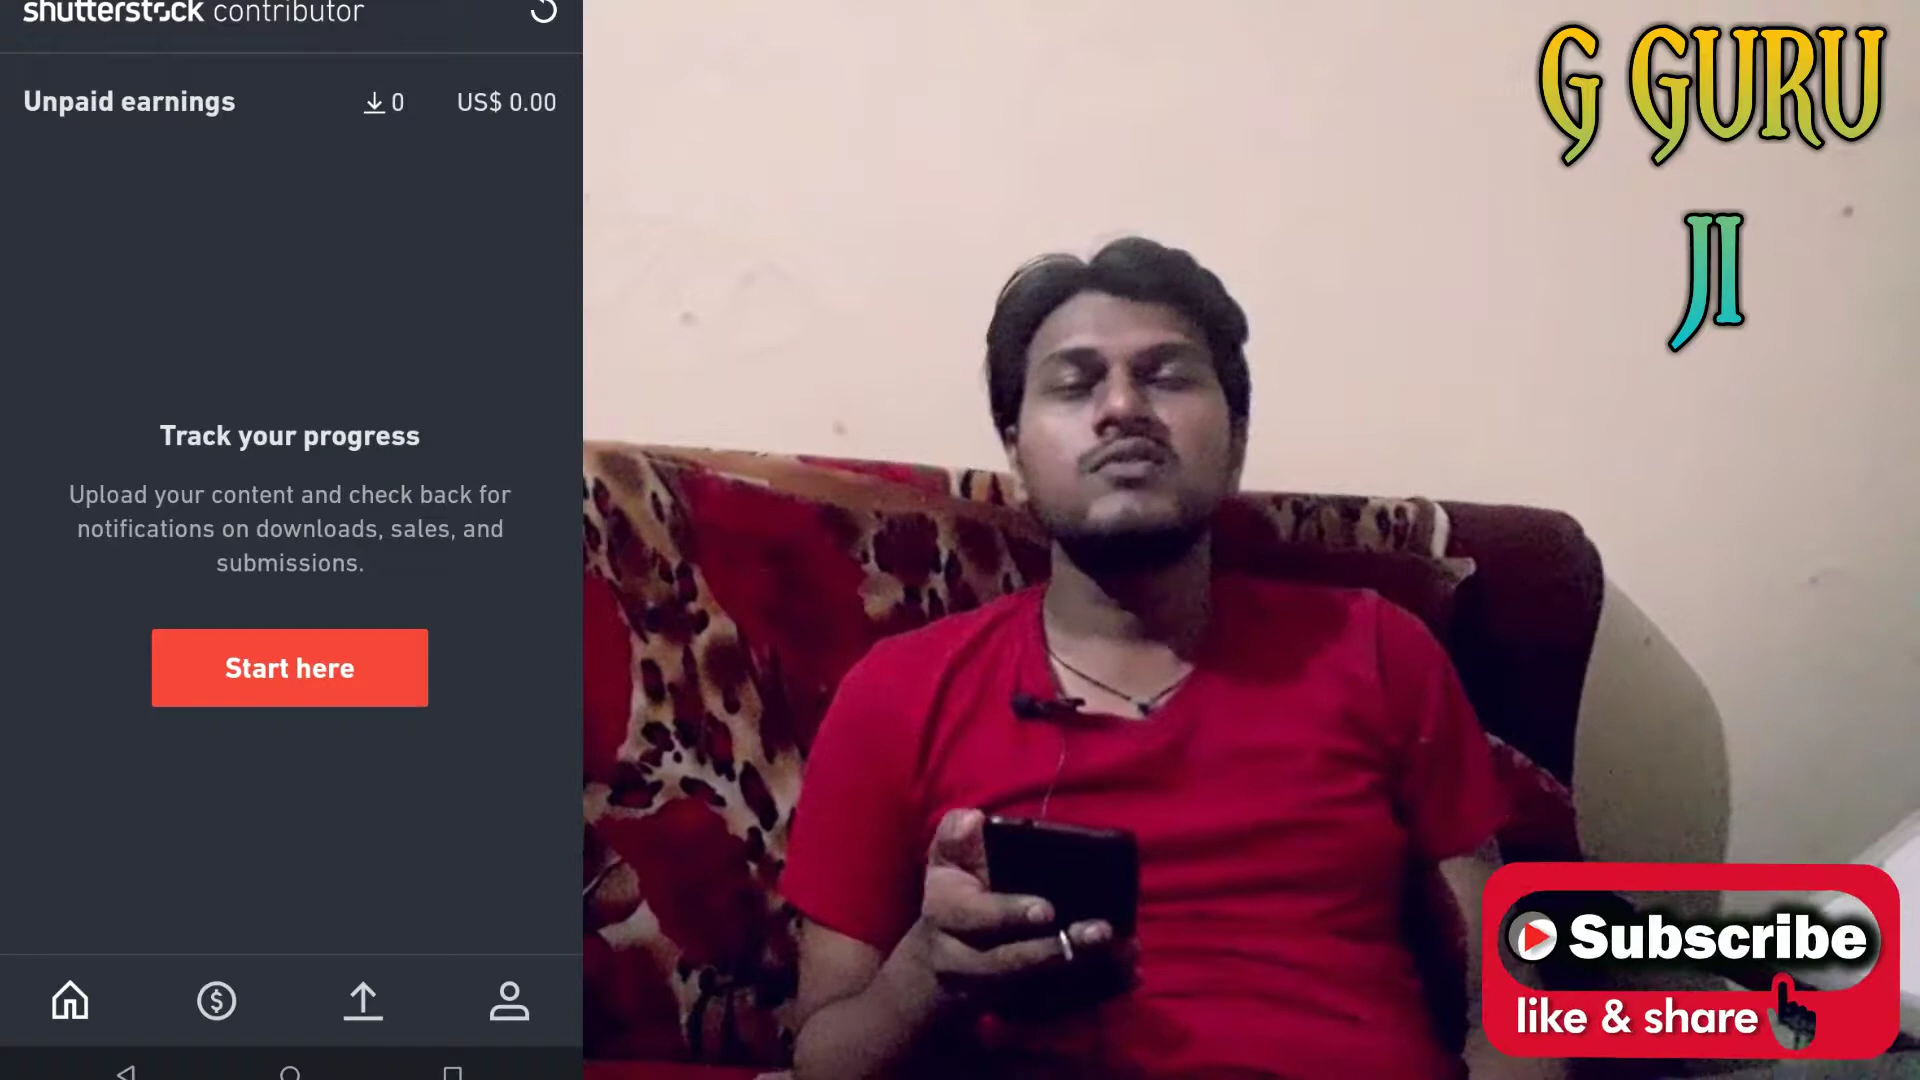 shutterstock contributor
Unpaid earnings 0 US$ 0.00
Track your progress
Upload your content and check back for
notifications on downloads, sales, and
submissions.
Start here
G GURU
JI
Subscribe
like & share